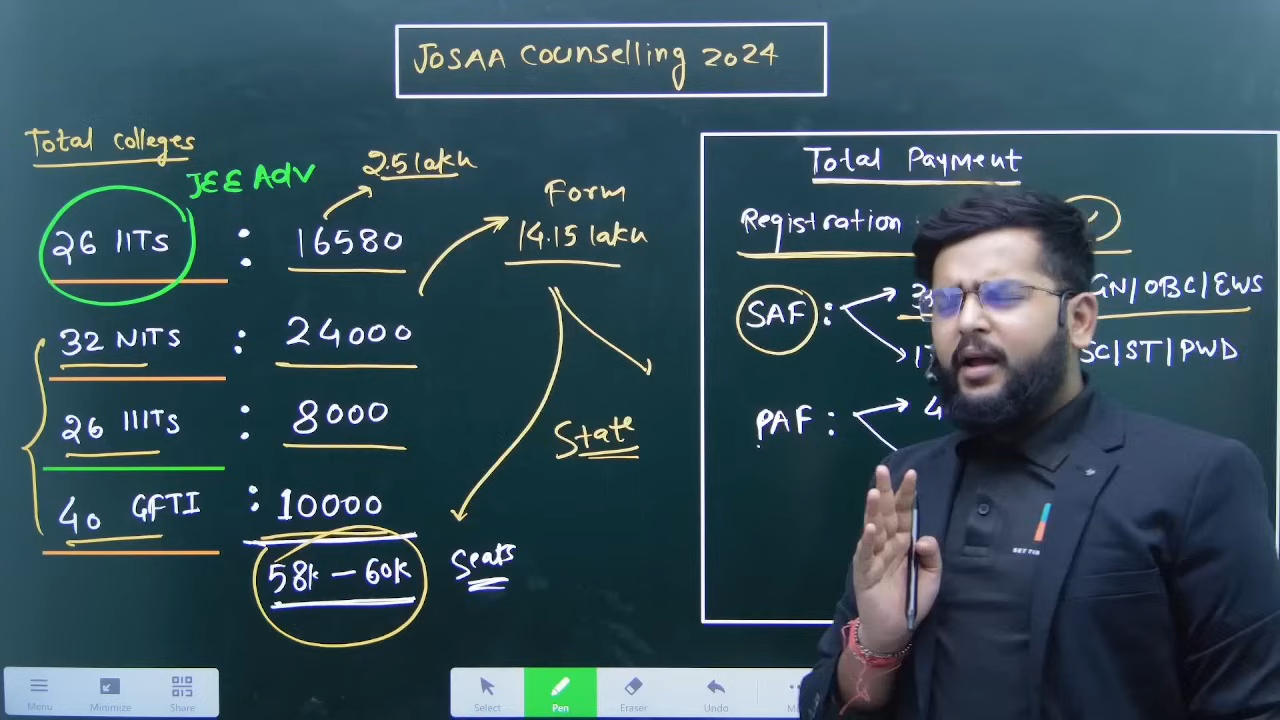 JOSAA Counselling 2024
Total Colleges
JEE Adv
2.5 lakh
26 IITs : 16580
Form
14.15 lakh
32 NITs : 24000
26 IIITs : 8000
State
40 GFTI : 10000
58k – 60k
Seats
Total Payment
Registration :
SAF :
GN/OBC/EWS
SC/ST/PWD
PAF : 4
Menu
Minimize
Share
Select
Pen
Eraser
Undo